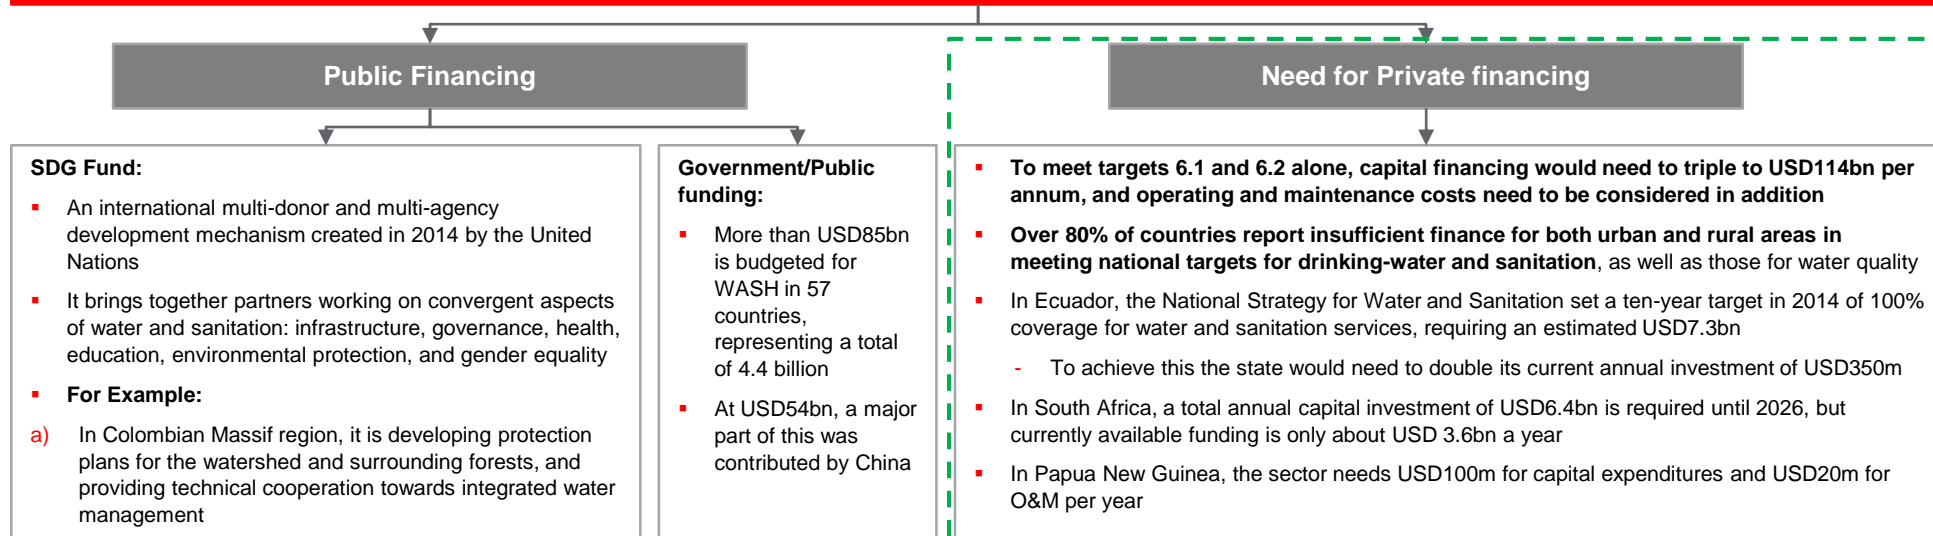 Public Financing
Need for Private financing
SDG Fund:
▪ An international multi-donor and multi-agency
development mechanism created in 2014 by the United
Nations
▪ It brings together partners working on convergent aspects
of water and sanitation: infrastructure, governance, health,
education, environmental protection, and gender equality
▪ For Example:
a) In Colombian Massif region, it is developing protection
plans for the watershed and surrounding forests, and
providing technical cooperation towards integrated water
management
Government/Public
funding:
▪ More than USD85bn
is budgeted for
WASH in 57
countries,
representing a total
of 4.4 billion
▪ At USD54bn, a major
part of this was
contributed by China
▪ To meet targets 6.1 and 6.2 alone, capital financing would need to triple to USD114bn per
annum, and operating and maintenance costs need to be considered in addition
▪ Over 80% of countries report insufficient finance for both urban and rural areas in
meeting national targets for drinking-water and sanitation, as well as those for water quality
▪ In Ecuador, the National Strategy for Water and Sanitation set a ten-year target in 2014 of 100%
coverage for water and sanitation services, requiring an estimated USD7.3bn
- To achieve this the state would need to double its current annual investment of USD350m
▪ In South Africa, a total annual capital investment of USD6.4bn is required until 2026, but
currently available funding is only about USD 3.6bn a year
▪ In Papua New Guinea, the sector needs USD100m for capital expenditures and USD20m for
O&M per year